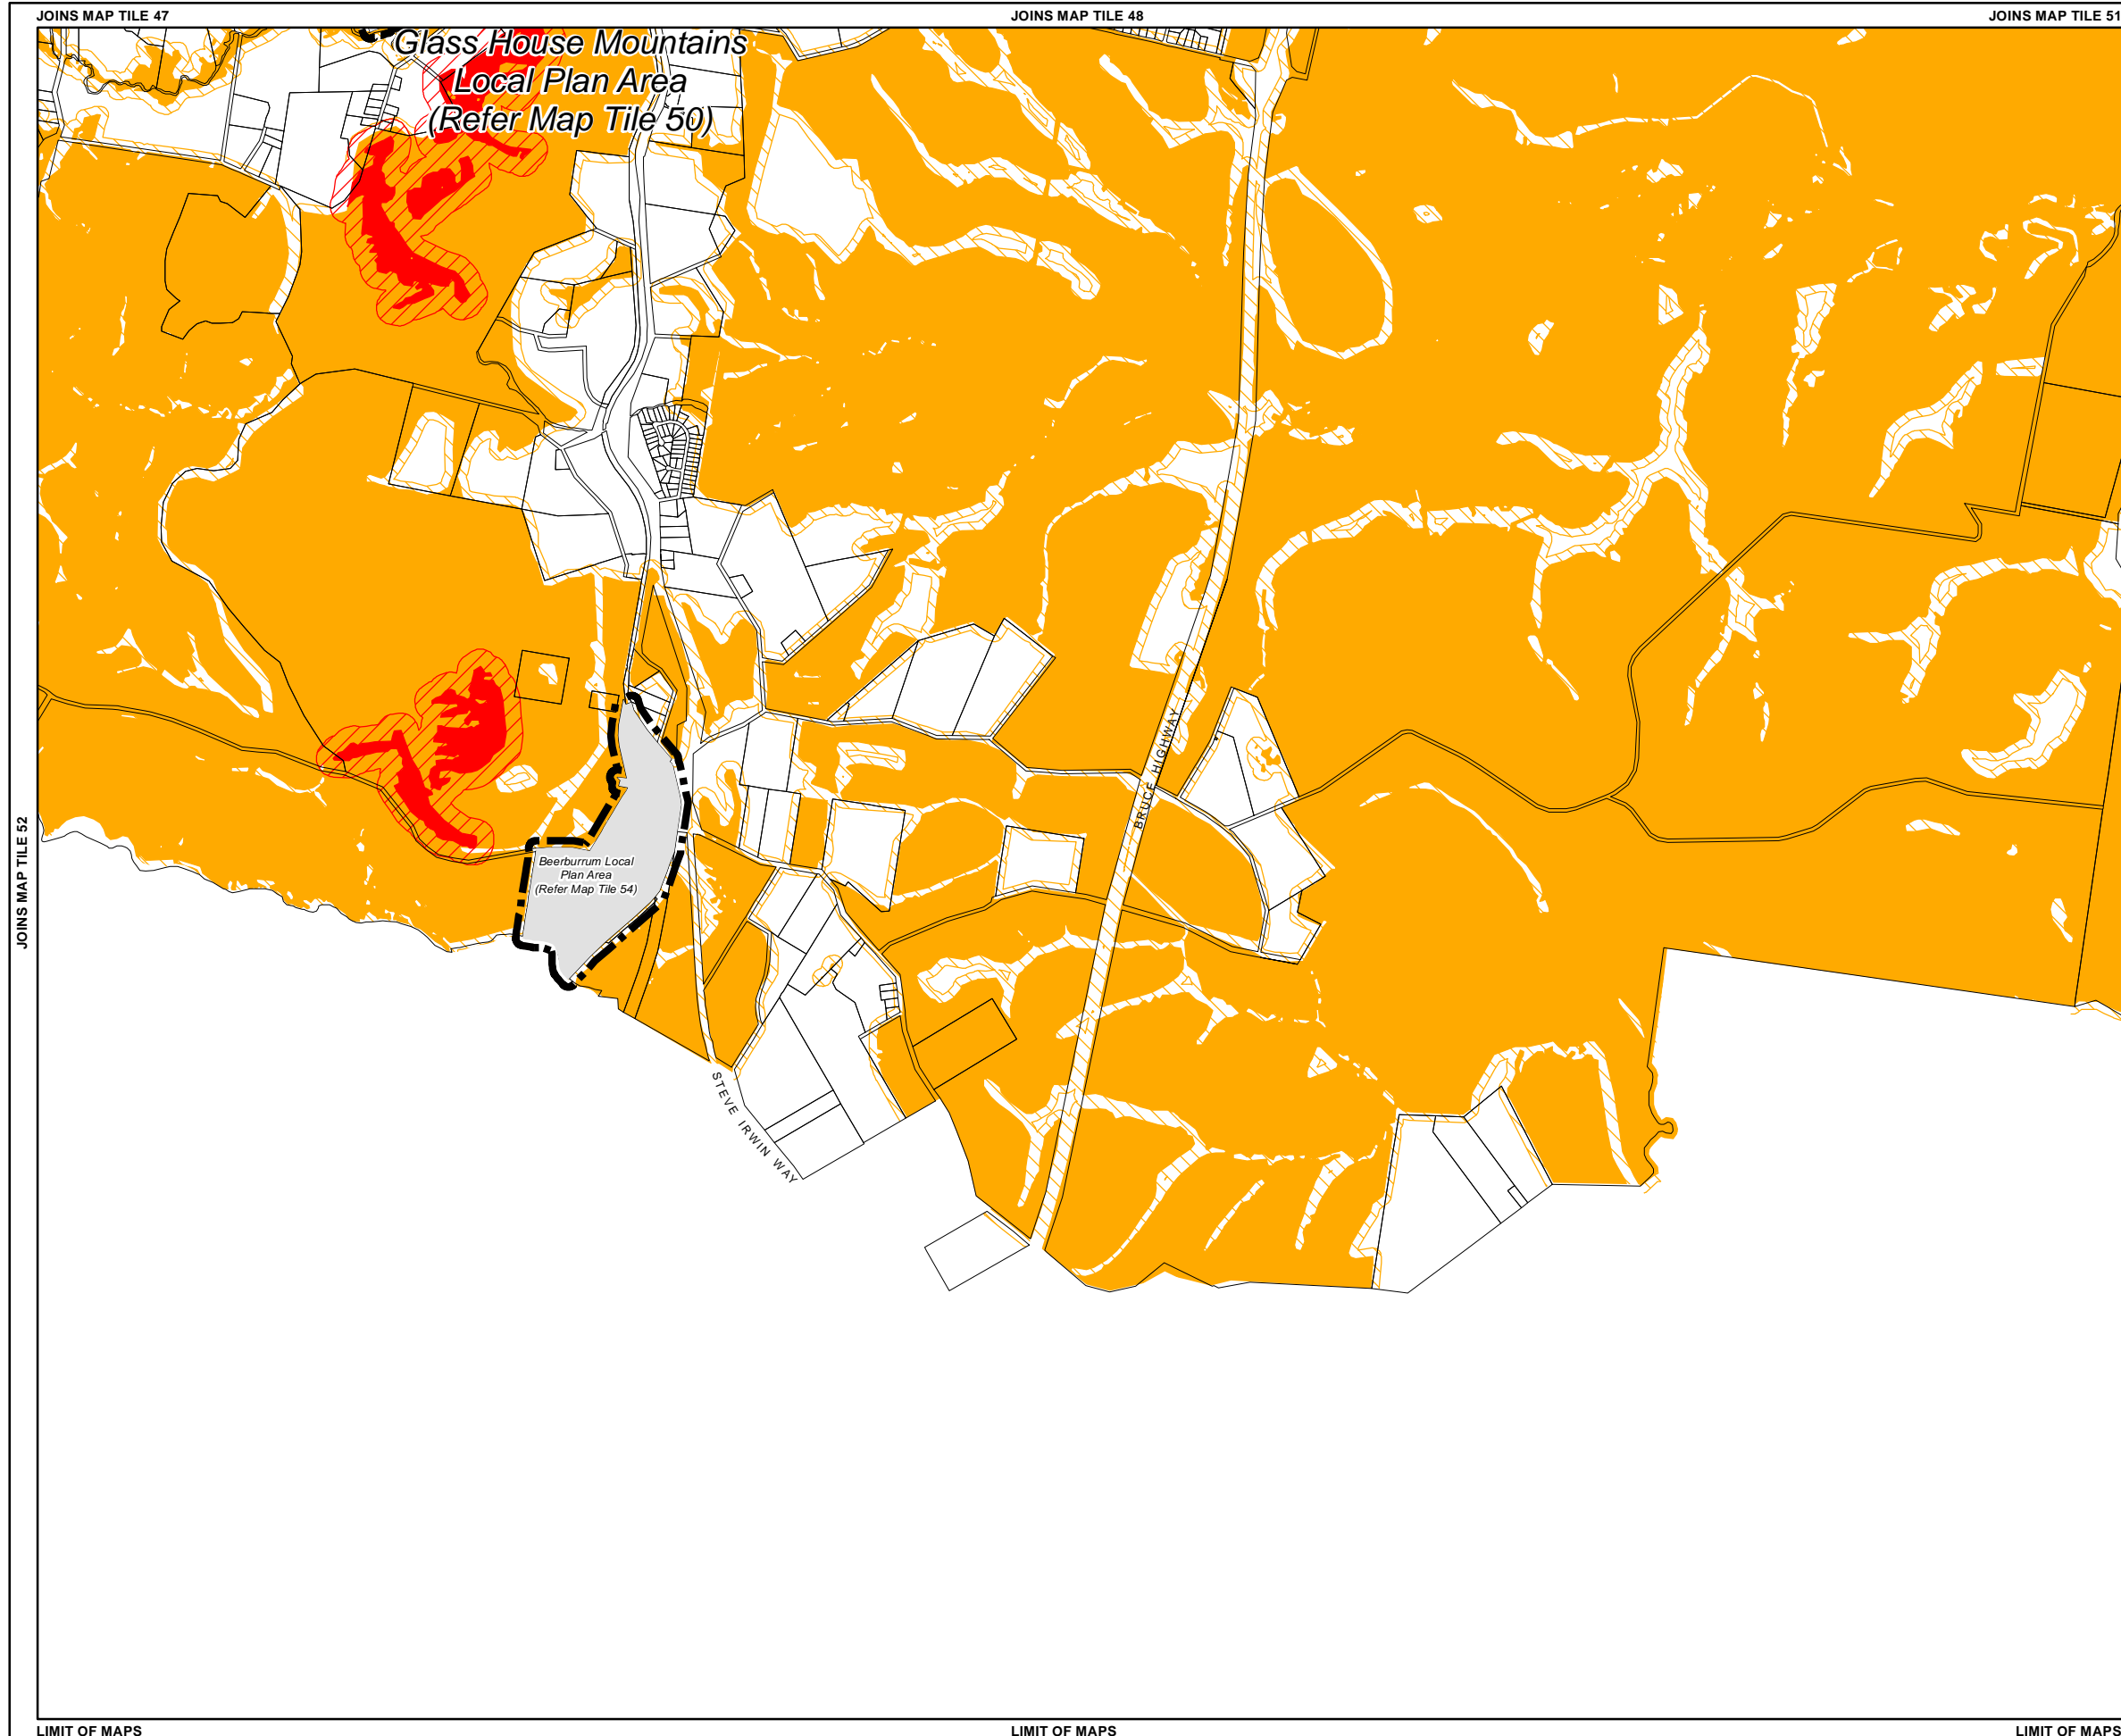 JOINS MAP TILE 47
JOINS MAP TILE 48
JOINS MAP TILE 51
Glass House Mountains
Local Plan Area
(Refer Map Tile 50)
JOINS MAP TILE 52
BRUCE HIGHWAY
Beerburrum Local
Plan Area
(Refer Map Tile 54)
STEVE IRWIN WAY
LIMIT OF MAPS
LIMIT OF MAPS
LIMIT OF MAPS